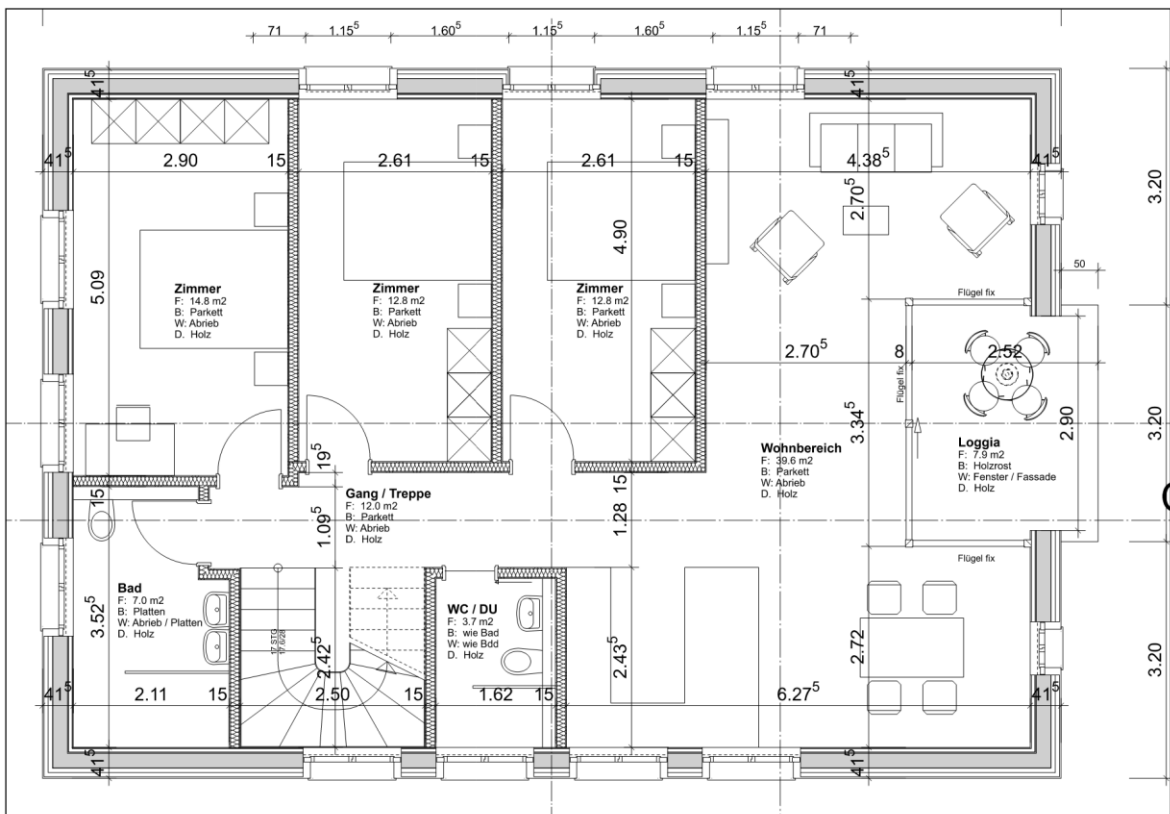 71 1.15⁵ 1.60⁵ 1.15⁵ 1.60⁵ 1.15⁵ 71
41⁵
41⁵
41⁵ 2.90 15 2.61 15 2.61 15 4.38⁵ 41⁵
3.20
2.70⁵
4.90
5.09
50
Zimmer
F: 14.8 m2
B: Parkett
W: Abrieb
D. Holz
Zimmer
F: 12.8 m2
B: Parkett
W: Abrieb
D. Holz
Zimmer
F: 12.8 m2
B: Parkett
W: Abrieb
D. Holz
Flügel fix
2.70⁵ 8 2.52
Flügel fix
3.34⁵
2.90
3.20
Wohnbereich
F: 39.6 m2
B: Parkett
W: Abrieb
D. Holz
Loggia
F: 7.9 m2
B: Holzrost
W: Fenster / Fassade
D. Holz
19⁵
15
15
Gang / Treppe
F: 12.0 m2
B: Parkett
W: Abrieb
D. Holz
1.09⁵
1.28
Flügel fix
Bad
F: 7.0 m2
B: Platten
W: Abrieb / Platten
D. Holz
WC / DU
F: 3.7 m2
B: wie Bad
W: wie Bdd
D. Holz
3.52⁵
17 STG
17.6/28
2.42⁵
2.43⁵
2.72
3.20
41⁵ 2.11 15 2.50 15 1.62 15 6.27⁵ 41⁵
41⁵
41⁵